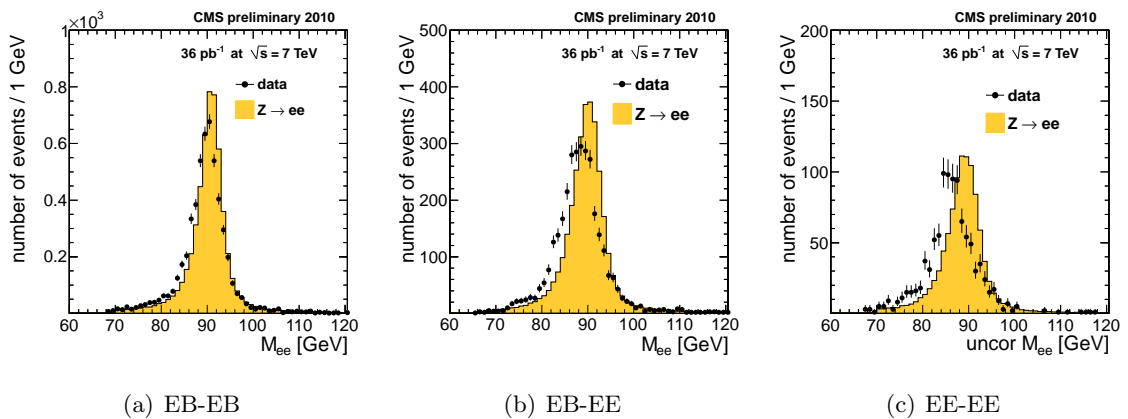 CMS preliminary 2010
number of events / 1 GeV
1×10³
0.8
0.6
0.4
0.2
36 pb⁻¹ at √s = 7 TeV
data
Z → ee
60 70 80 90 100 110 120
M_ee [GeV]
(a) EB-EB
CMS preliminary 2010
number of events / 1 GeV
500
400
300
200
100
0
36 pb⁻¹ at √s = 7 TeV
data
Z → ee
60 70 80 90 100 110 120
M_ee [GeV]
(b) EB-EE
CMS preliminary 2010
number of events / 1 GeV
200
150
100
50
0
36 pb⁻¹ at √s = 7 TeV
data
Z → ee
60 70 80 90 100 110 120
uncor M_ee [GeV]
(c) EE-EE